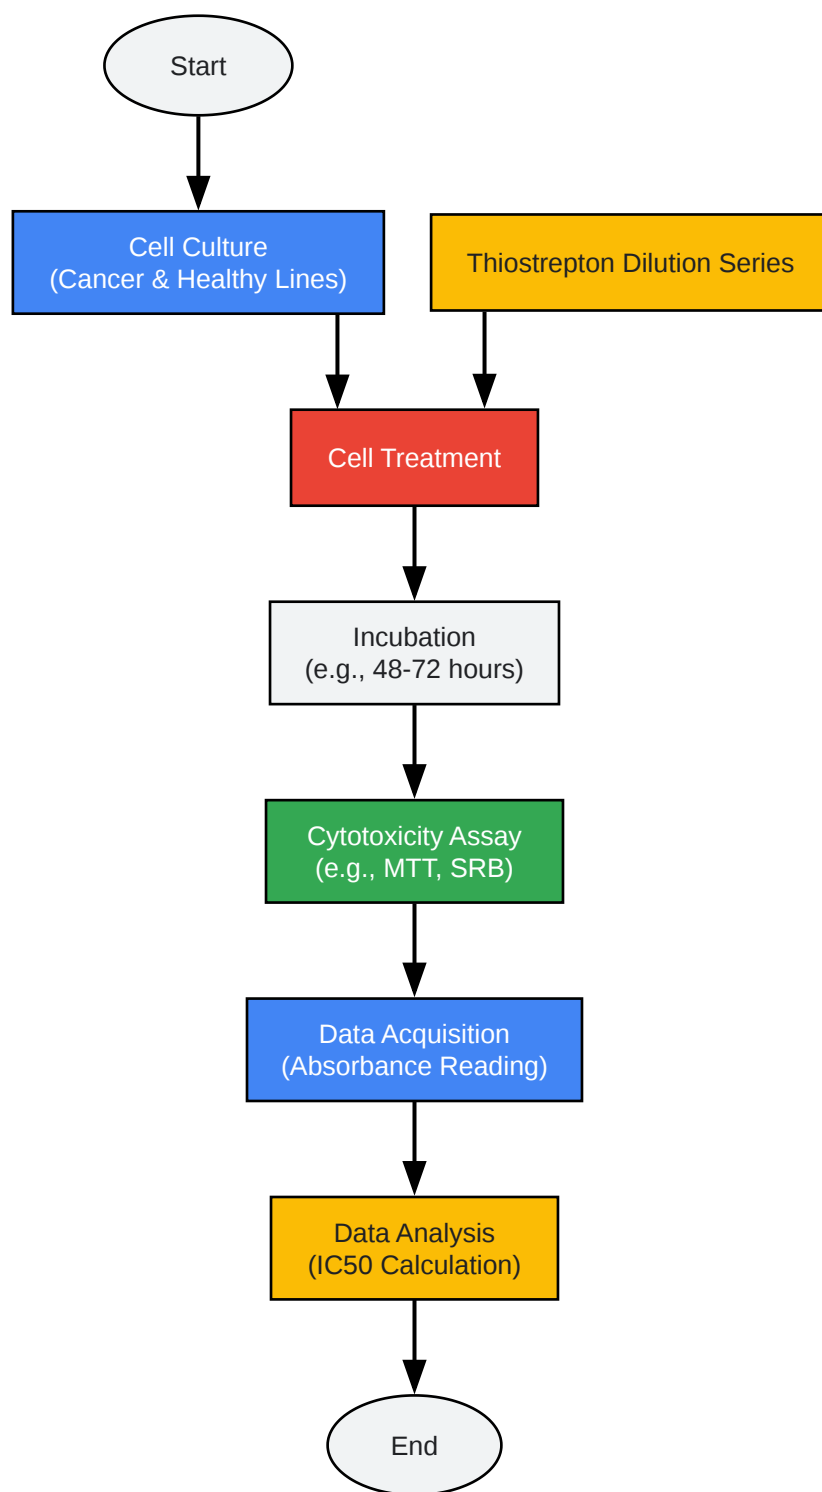 Start
Cell Culture
(Cancer & Healthy Lines)
Thiostrepton Dilution Series
Cell Treatment
Incubation
(e.g., 48-72 hours)
Cytotoxicity Assay
(e.g., MTT, SRB)
Data Acquisition
(Absorbance Reading)
Data Analysis
(IC50 Calculation)
End